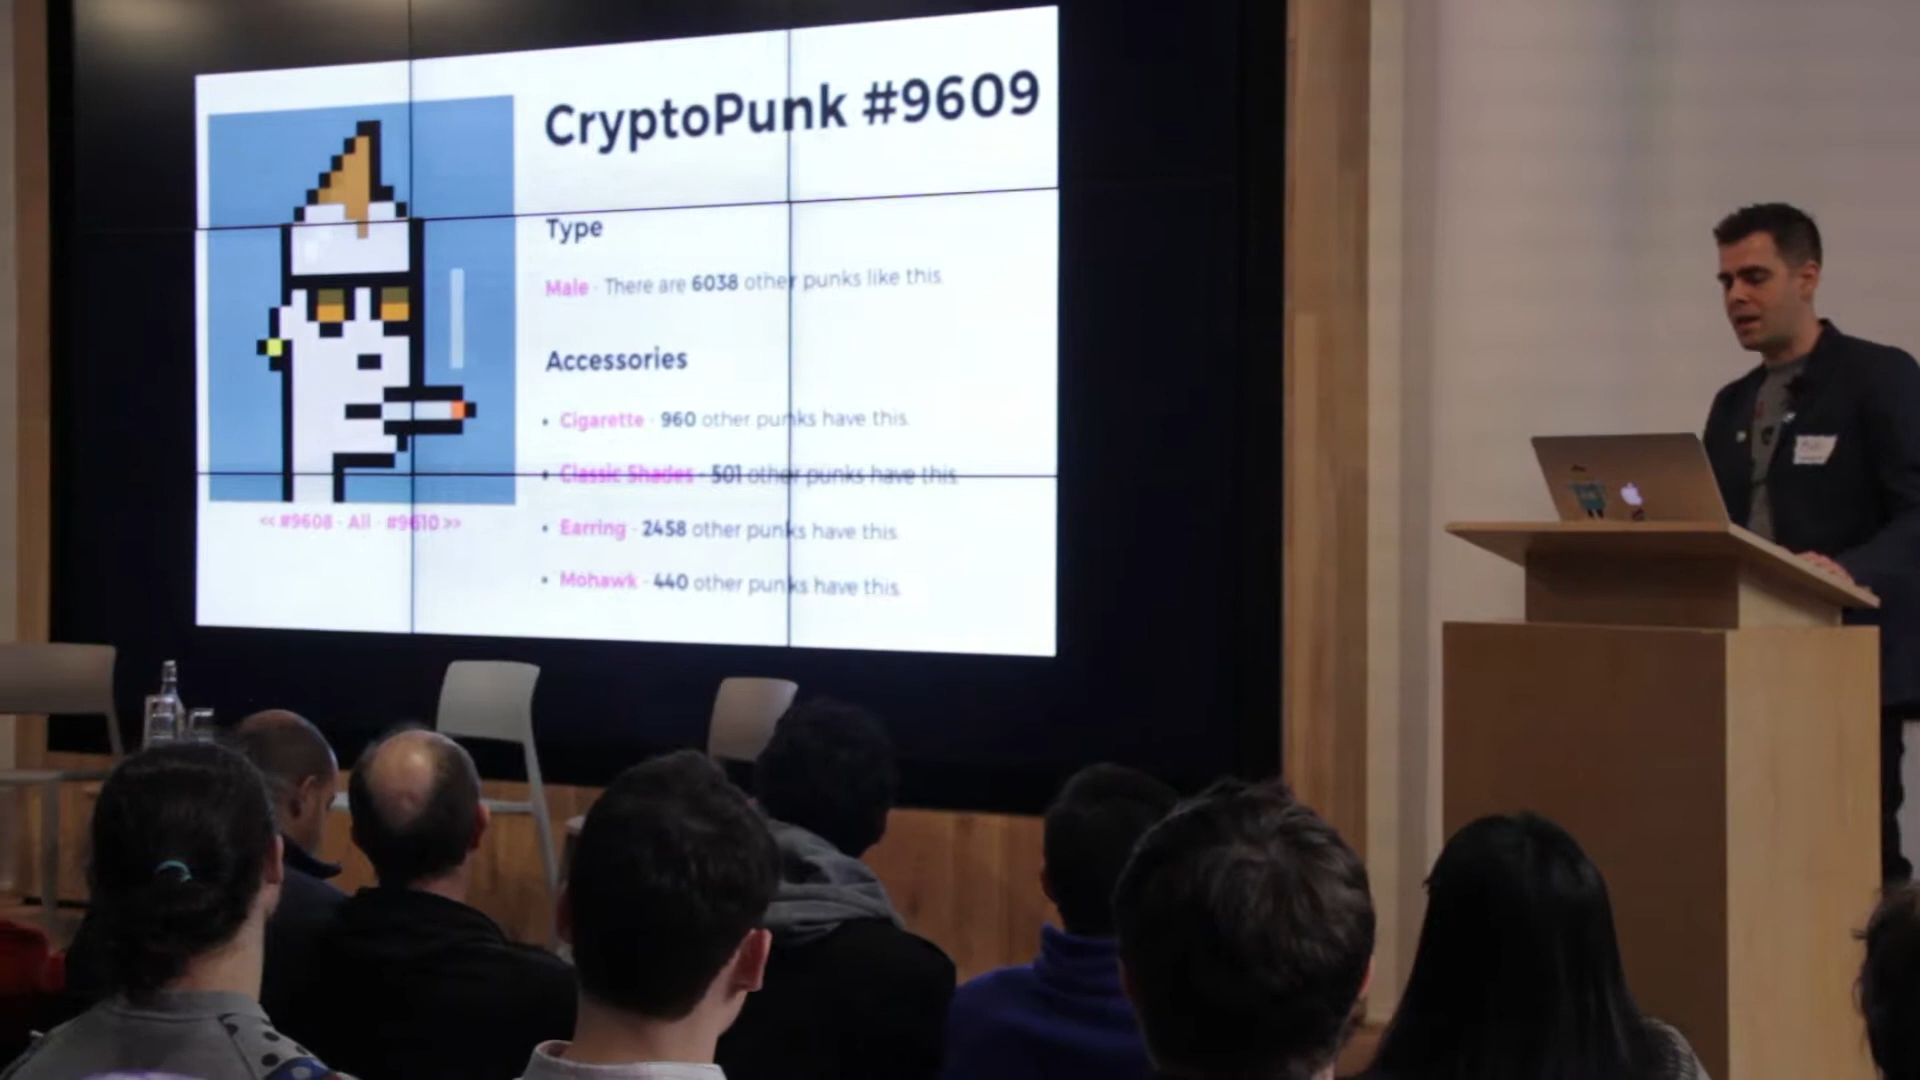 CryptoPunk #9609
Type
Male · There are 6038 other punks like this.
Accessories
• Cigarette · 960 other punks have this.
• Classic Shades · 501 other punks have this.
• Earring · 2458 other punks have this.
• Mohawk · 440 other punks have this.
<< #9608 · All · #9610 >>